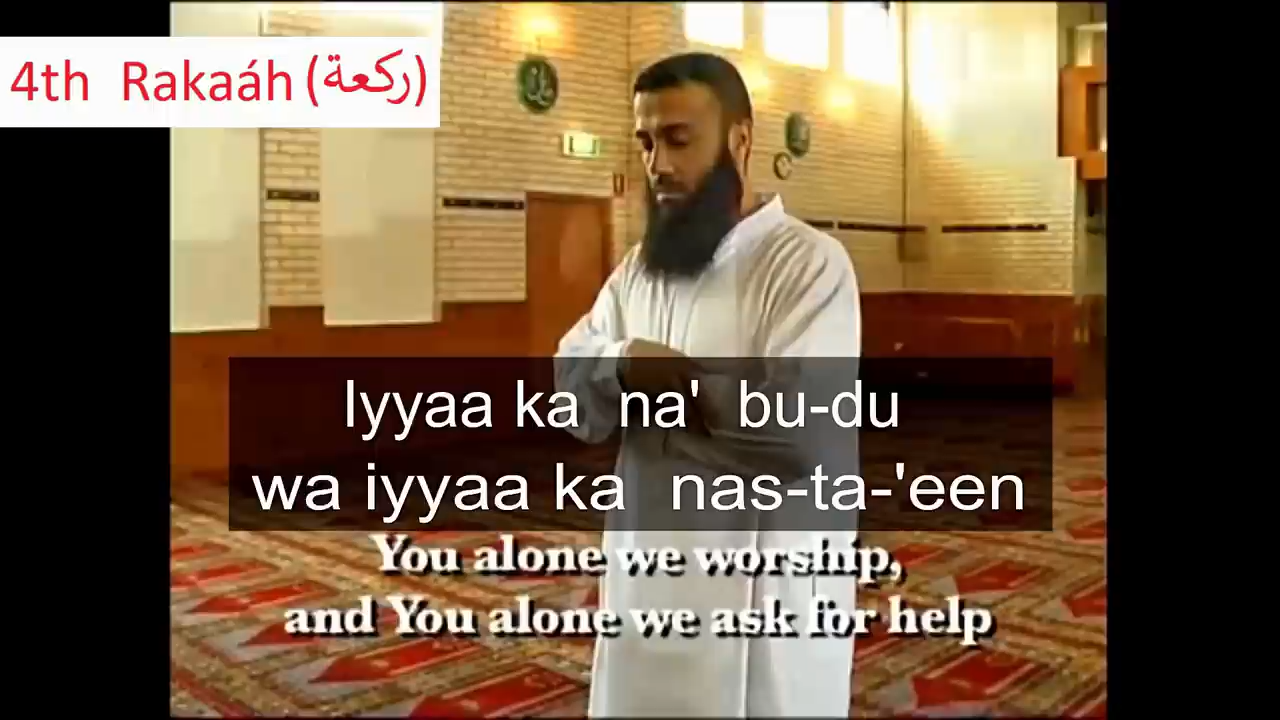 4th Rakaáh (ركعة)
Iyyaa ka na' bu-du
wa iyyaa ka nas-ta-'een
You alone we worship,
and You alone we ask for help